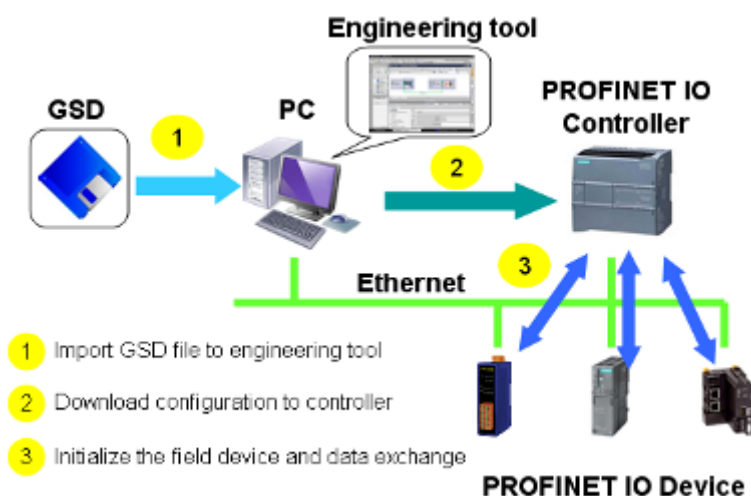 Engineering tool
GSD
PC
PROFINET IO
Controller
1
2
3
Ethernet
1 Import GSD file to engineering tool
2 Download configuration to controller
3 Initialize the field device and data exchange
PROFINET IO Device